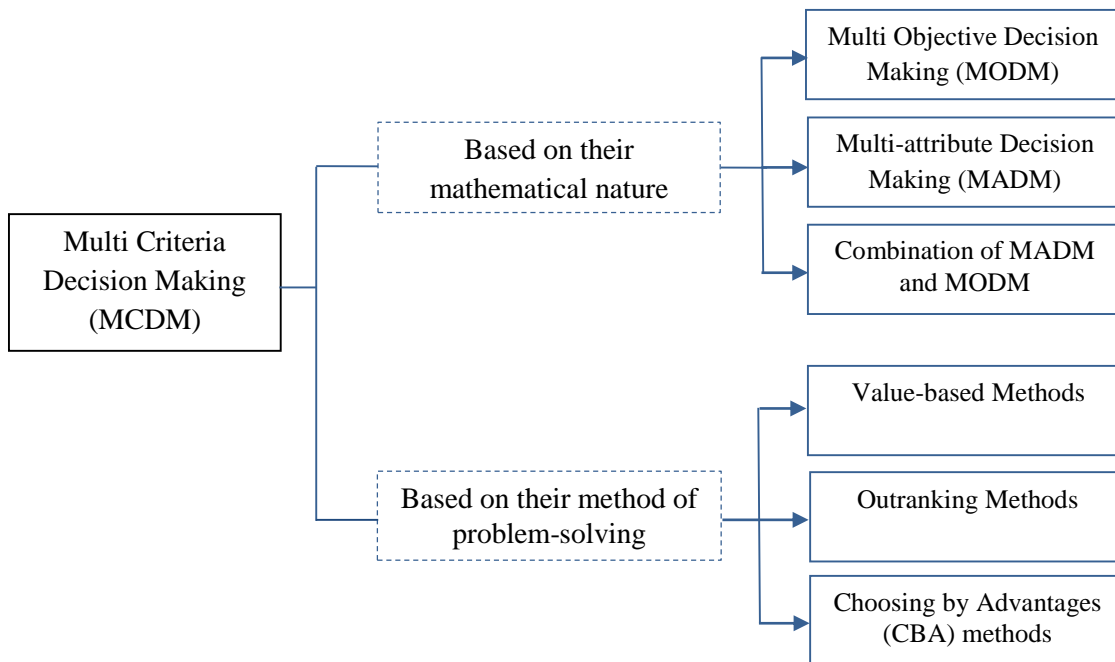 Multi Criteria
Decision Making
(MCDM)
Based on their
mathematical nature
Multi Objective Decision
Making (MODM)
Multi-attribute Decision
Making (MADM)
Combination of MADM
and MODM
Based on their method of
problem-solving
Value-based Methods
Outranking Methods
Choosing by Advantages
(CBA) methods